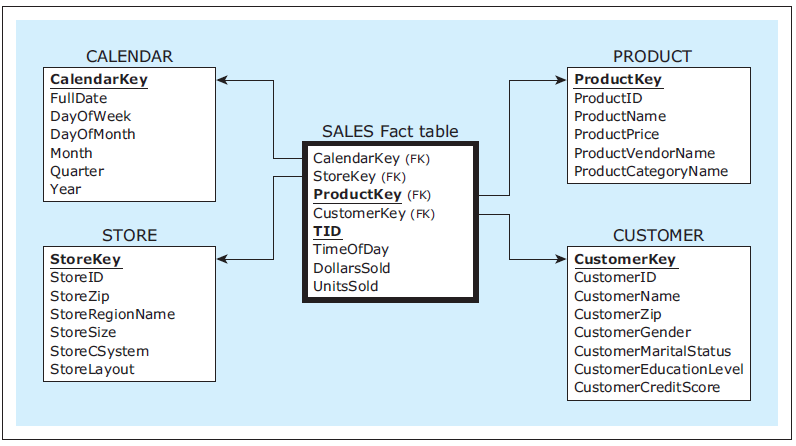 CALENDAR
CalendarKey
FullDate
DayOfWeek
DayOfMonth
Month
Quarter
Year
STORE
StoreKey
StoreID
StoreZip
StoreRegionName
StoreSize
StoreCSystem
StoreLayout
SALES Fact table
CalendarKey (FK)
StoreKey (FK)
ProductKey (FK)
CustomerKey (FK)
TID
TimeOfDay
DollarsSold
UnitsSold
PRODUCT
ProductKey
ProductID
ProductName
ProductPrice
ProductVendorName
ProductCategoryName
CUSTOMER
CustomerKey
CustomerID
CustomerName
CustomerZip
CustomerGender
CustomerMaritalStatus
CustomerEducationLevel
CustomerCreditScore